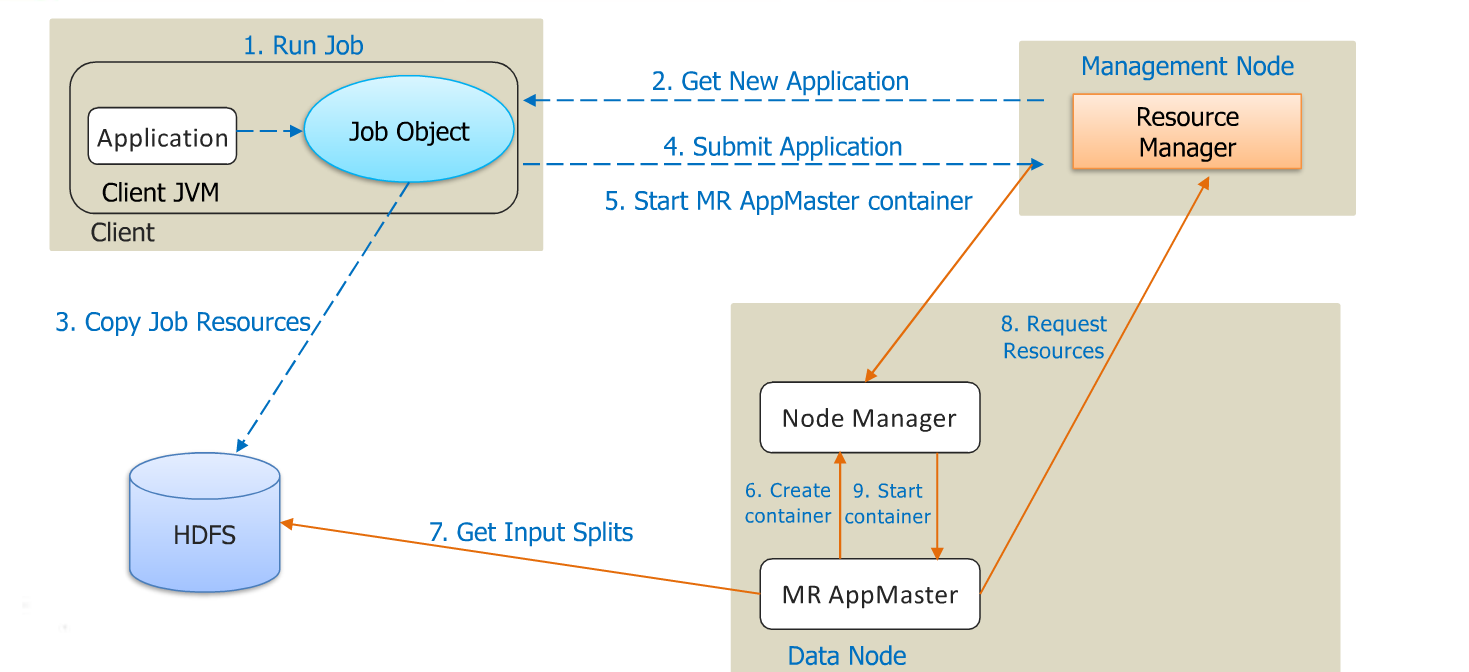 1. Run Job
Application
Job Object
Client JVM
Client
2. Get New Application
4. Submit Application
5. Start MR AppMaster container
Management Node
Resource
Manager
3. Copy Job Resources
HDFS
7. Get Input Splits
8. Request
Resources
Node Manager
6. Create
container
9. Start
container
MR AppMaster
Data Node